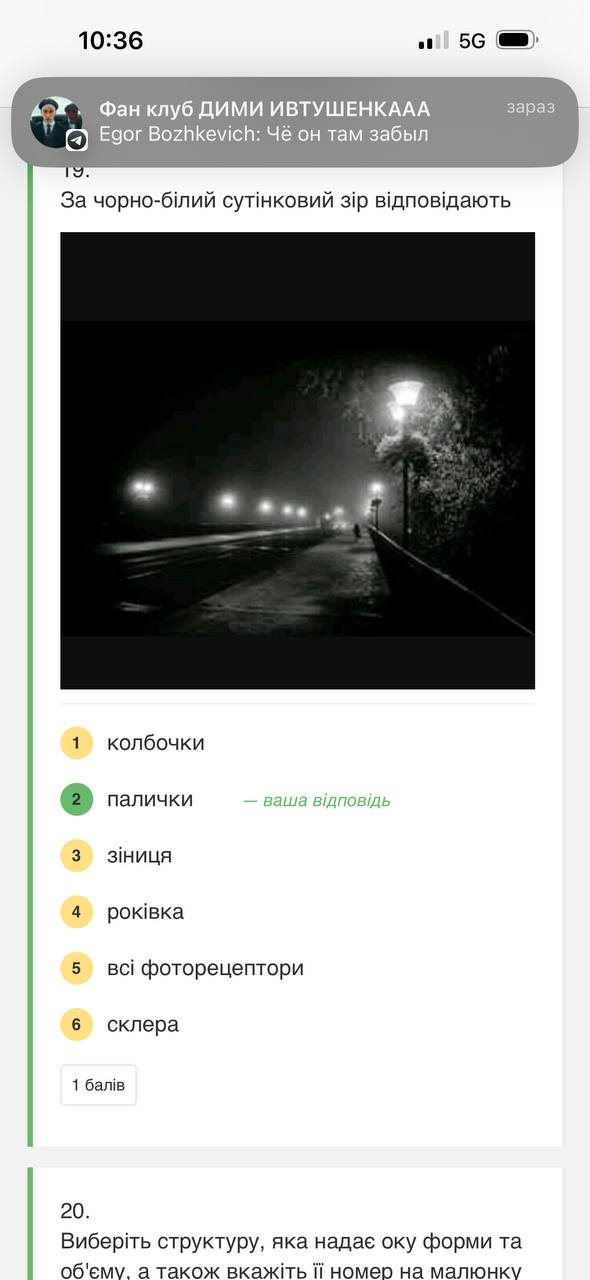 10:36
5G
Фан клуб ДИМИ ИВТУШЕНКААА
зараз
Egor Bozhkevich: Чё он там забыл
19.
За чорно-білий сутінковий зір відповідають
1 колбочки
2 палички — ваша відповідь
3 зіниця
4 роківка
5 всі фоторецептори
6 склера
1 балів
20.
Виберіть структуру, яка надає оку форми та
об'єму, а також вкажіть її номер на малюнку